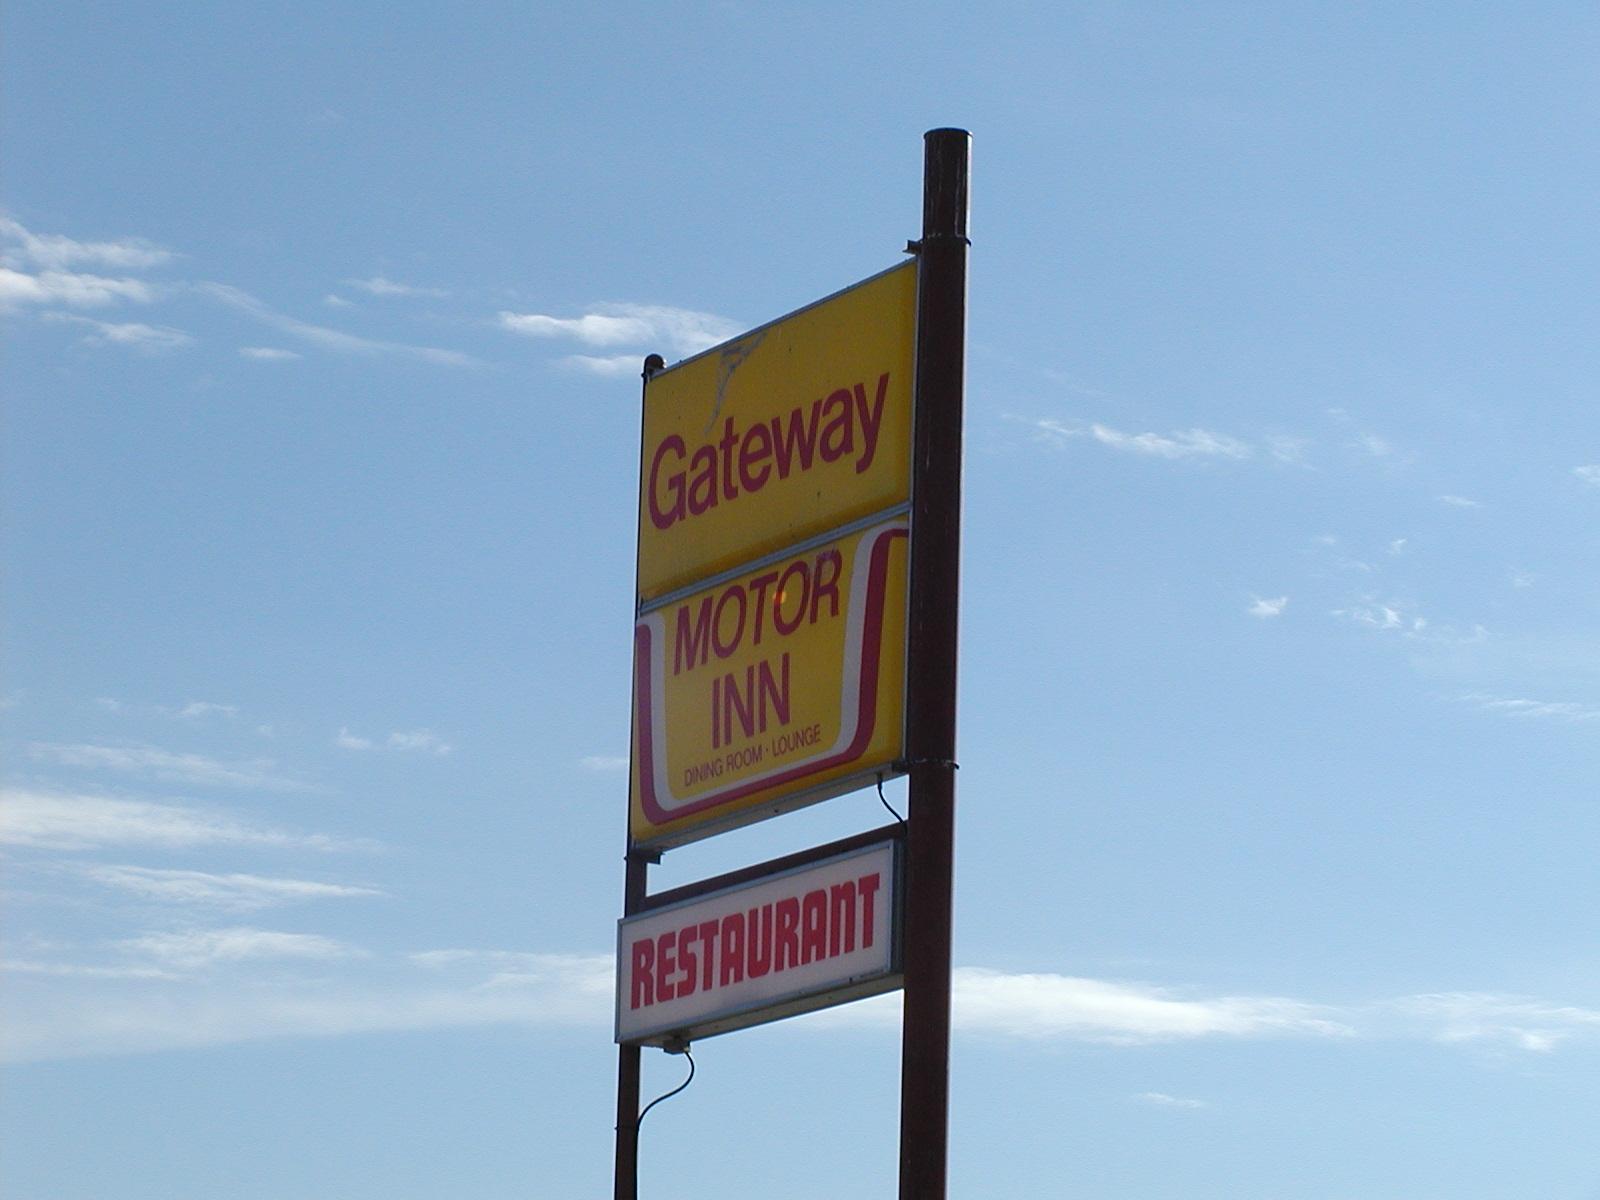 Gateway
MOTOR
INN
DINING ROOM · LOUNGE
RESTAURANT